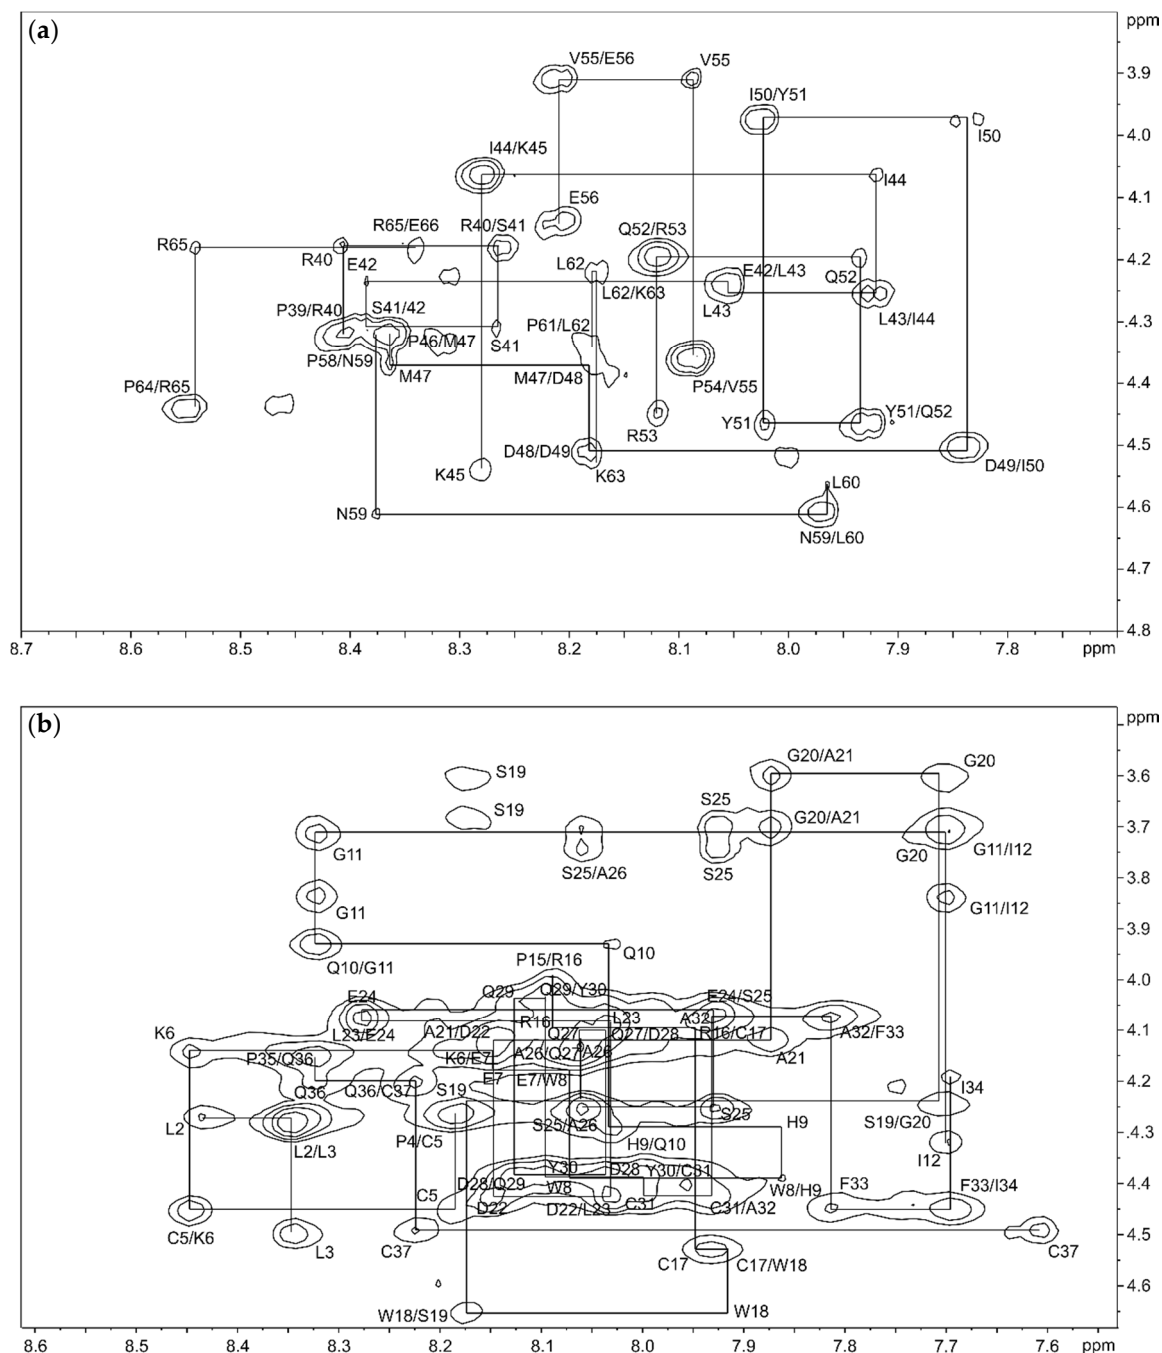 (a)
ppm
V55/E56
V55
3.9
I50/Y51
4.0
I50
I44/K45
I44
4.1
E56
R65/E66
R40/S41
Q52/R53
R65
R40
4.2
E42
L62
E42/L43
Q52
L62/K63
P39/R40
S41/42
L43
L43/I44
4.3
P46/M47
P61/L62
S41
P58/N59
M47
M47/D48
P54/V55
P64/R65
4.4
R53
Y51
Y51/Q52
K45
D48/D49
K63
D49/I50
4.5
L60
N59
4.6
N59/L60
4.7
4.8
8.7
8.6
8.5
8.4
8.3
8.2
8.1
8.0
7.9
7.8
ppm
(b)
ppm
G20/A21
G20
S19
3.6
S25
S19
G20/A21
3.7
G11
G20
G11/I12
S25/A26
S25
3.8
G11
G11/I12
3.9
Q10
P15/R16
Q10/G11
4.0
E24
Q29
Q29/Y30
E24/S25
R16
L23
A32
K6
L23/E24
A21/D22
Q27
Q27/D28
R16/C17
A32/F33
4.1
P35/Q36
K6/E7
A26/Q27
A26
A21
E7
E7/W8
Q36
Q36/C37
S19
I34
4.2
L2
S25/A26
S25
S19/G20
P4/C5
H9
4.3
L2/L3
H9/Q10
I12
Y30
D28
Y30/C31
C5
D28/Q29
W8
W8/H9
F33
F33/I34
4.4
D22
D22/L23
C31
C31/A32
C5/K6
L3
C37
C37
4.5
C17
C17/W18
4.6
W18/S19
W18
8.6
8.5
8.4
8.3
8.2
8.1
8.0
7.9
7.8
7.7
7.6
ppm